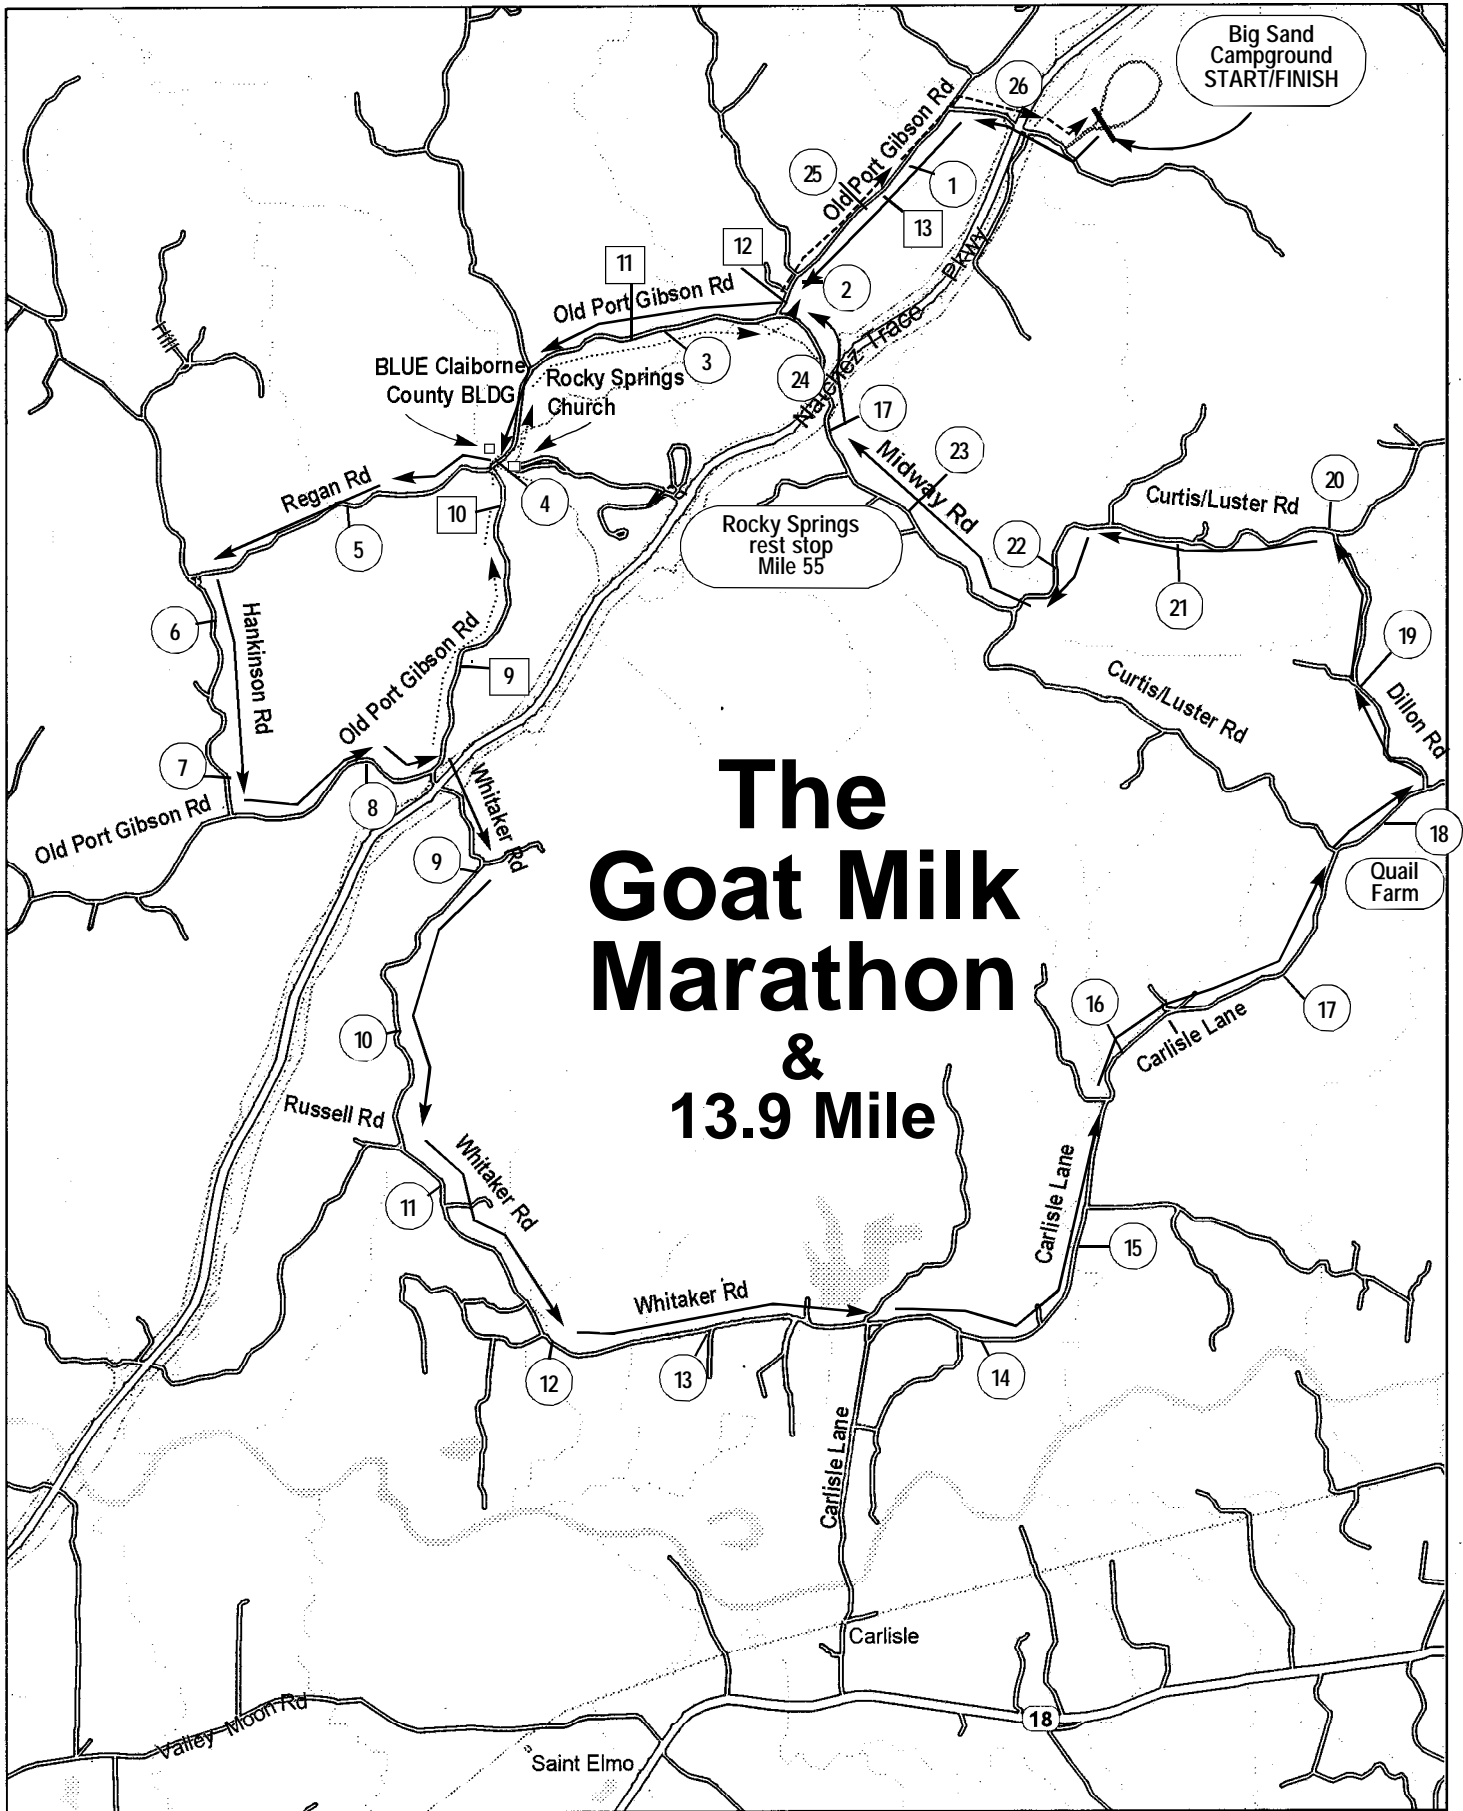 Big Sand
Campground
START/FINISH
26
Old Port Gibson Rd
25
1
13
12
2
11
Old Port Gibson Rd
Natchez Trace Pkwy
3
BLUE Claiborne
County BLDG
Rocky Springs
Church
24
17
Midway Rd
23
Regan Rd
10
4
5
Rocky Springs
rest stop
Mile 55
Curtis/Luster Rd
20
22
21
6
Hankinson Rd
Old Port Gibson Rd
9
19
Curtis/Luster Rd
Dillon Rd
7
8
Old Port Gibson Rd
Whitaker Rd
9
18
Quail
Farm
The
Goat Milk
Marathon
&
13.9 Mile
10
16
Carlisle Lane
17
Russell Rd
Whitaker Rd
11
Carlisle Lane
15
Whitaker Rd
12
13
14
Carlisle Lane
Carlisle
18
Valley Moon Rd
Saint Elmo